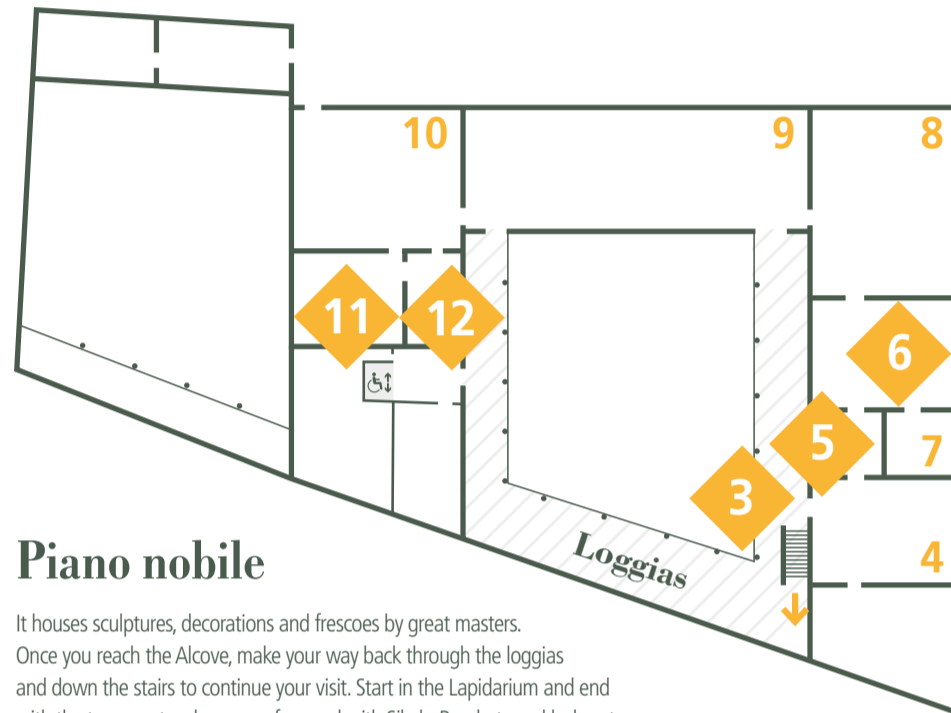 10
9
8
11
12
6
5
7
3
4
Loggias
Piano nobile
It houses sculptures, decorations and frescoes by great masters.
Once you reach the Alcove, make your way back through the loggias
and down the stairs to continue your visit. Start in the Lapidarium and end